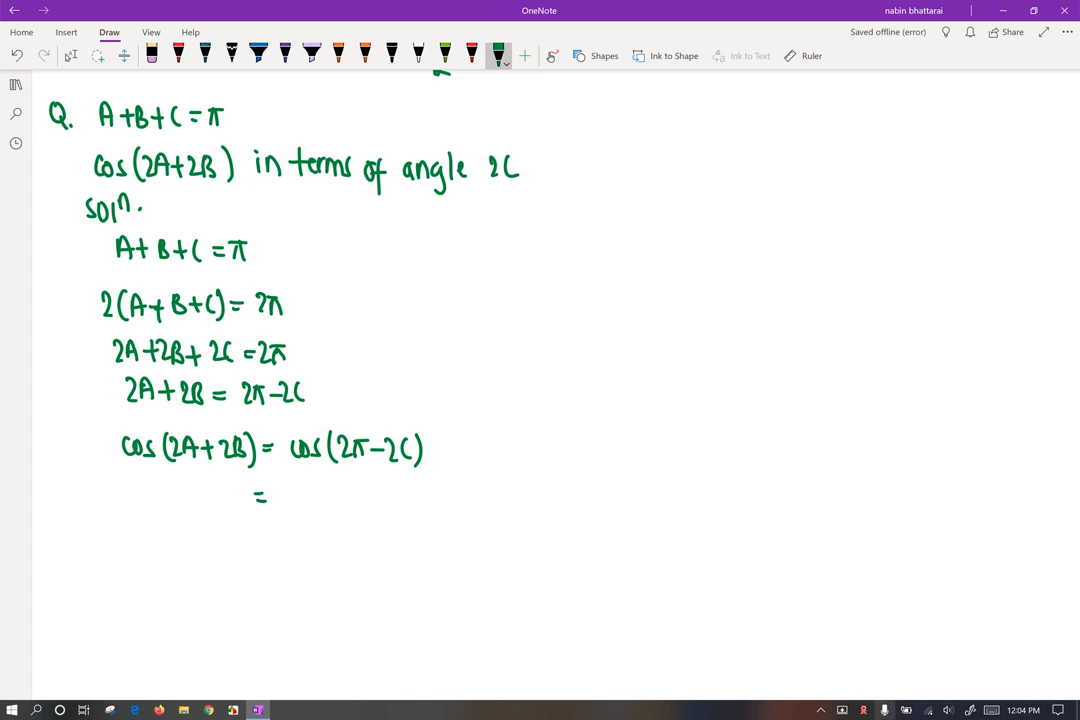 OneNote
nabin bhattarai
Home Insert Draw View Help
Saved offline (error)
Share
Shapes
Ink to Shape
Ink to Text
Ruler
Q. A+B+C=π
cos(2A+2B) in terms of angle 2C
soln.
A+B+C=π
2(A+B+C)=2π
2A+2B+2C=2π
2A+2B=2π-2C
cos(2A+2B)=cos(2π-2C)
=
12:04 PM